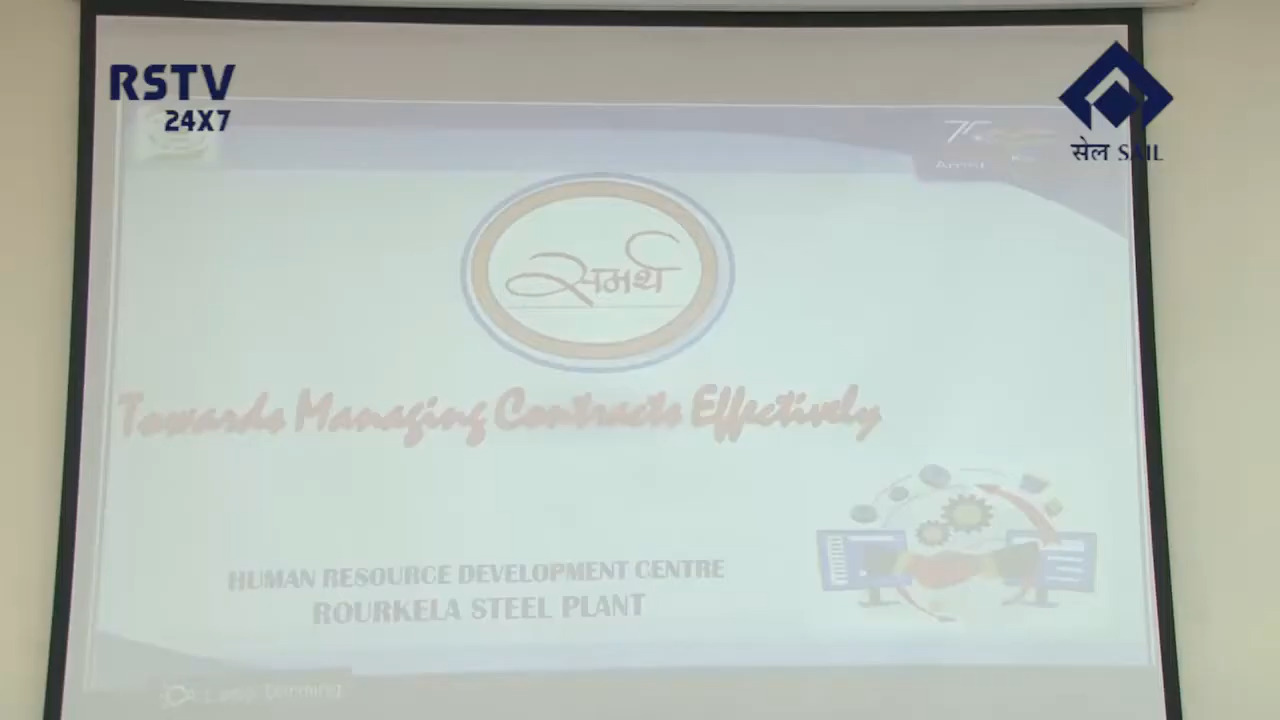 RSTV
24X7
सेल SAIL
समर्थ
Towards Managing Contracts Effectively
HUMAN RESOURCE DEVELOPMENT CENTRE
ROURKELA STEEL PLANT